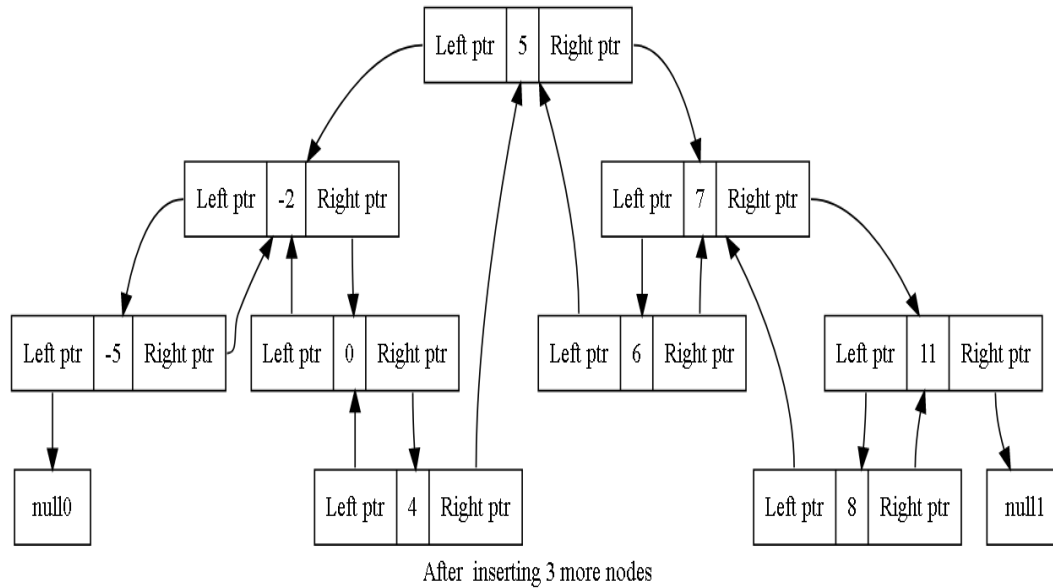 Left ptr 5 Right ptr
Left ptr -2 Right ptr
Left ptr 7 Right ptr
Left ptr -5 Right ptr
Left ptr 0 Right ptr
Left ptr 6 Right ptr
Left ptr 11 Right ptr
null0
Left ptr 4 Right ptr
Left ptr 8 Right ptr
null1
After inserting 3 more nodes